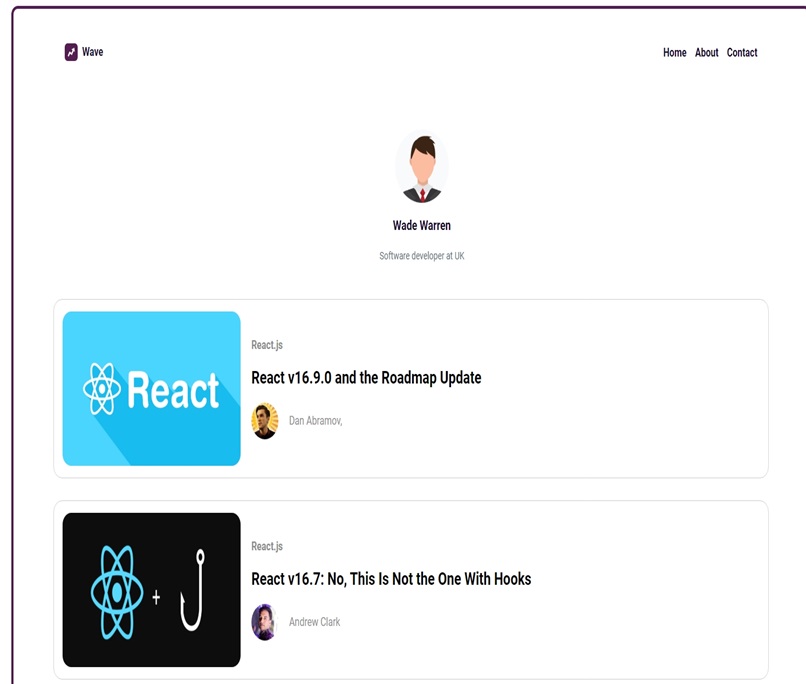 Wave
Home About Contact
Wade Warren
Software developer at UK
React
React.js
React v16.9.0 and the Roadmap Update
Dan Abramov,
+
React.js
React v16.7: No, This Is Not the One With Hooks
Andrew Clark